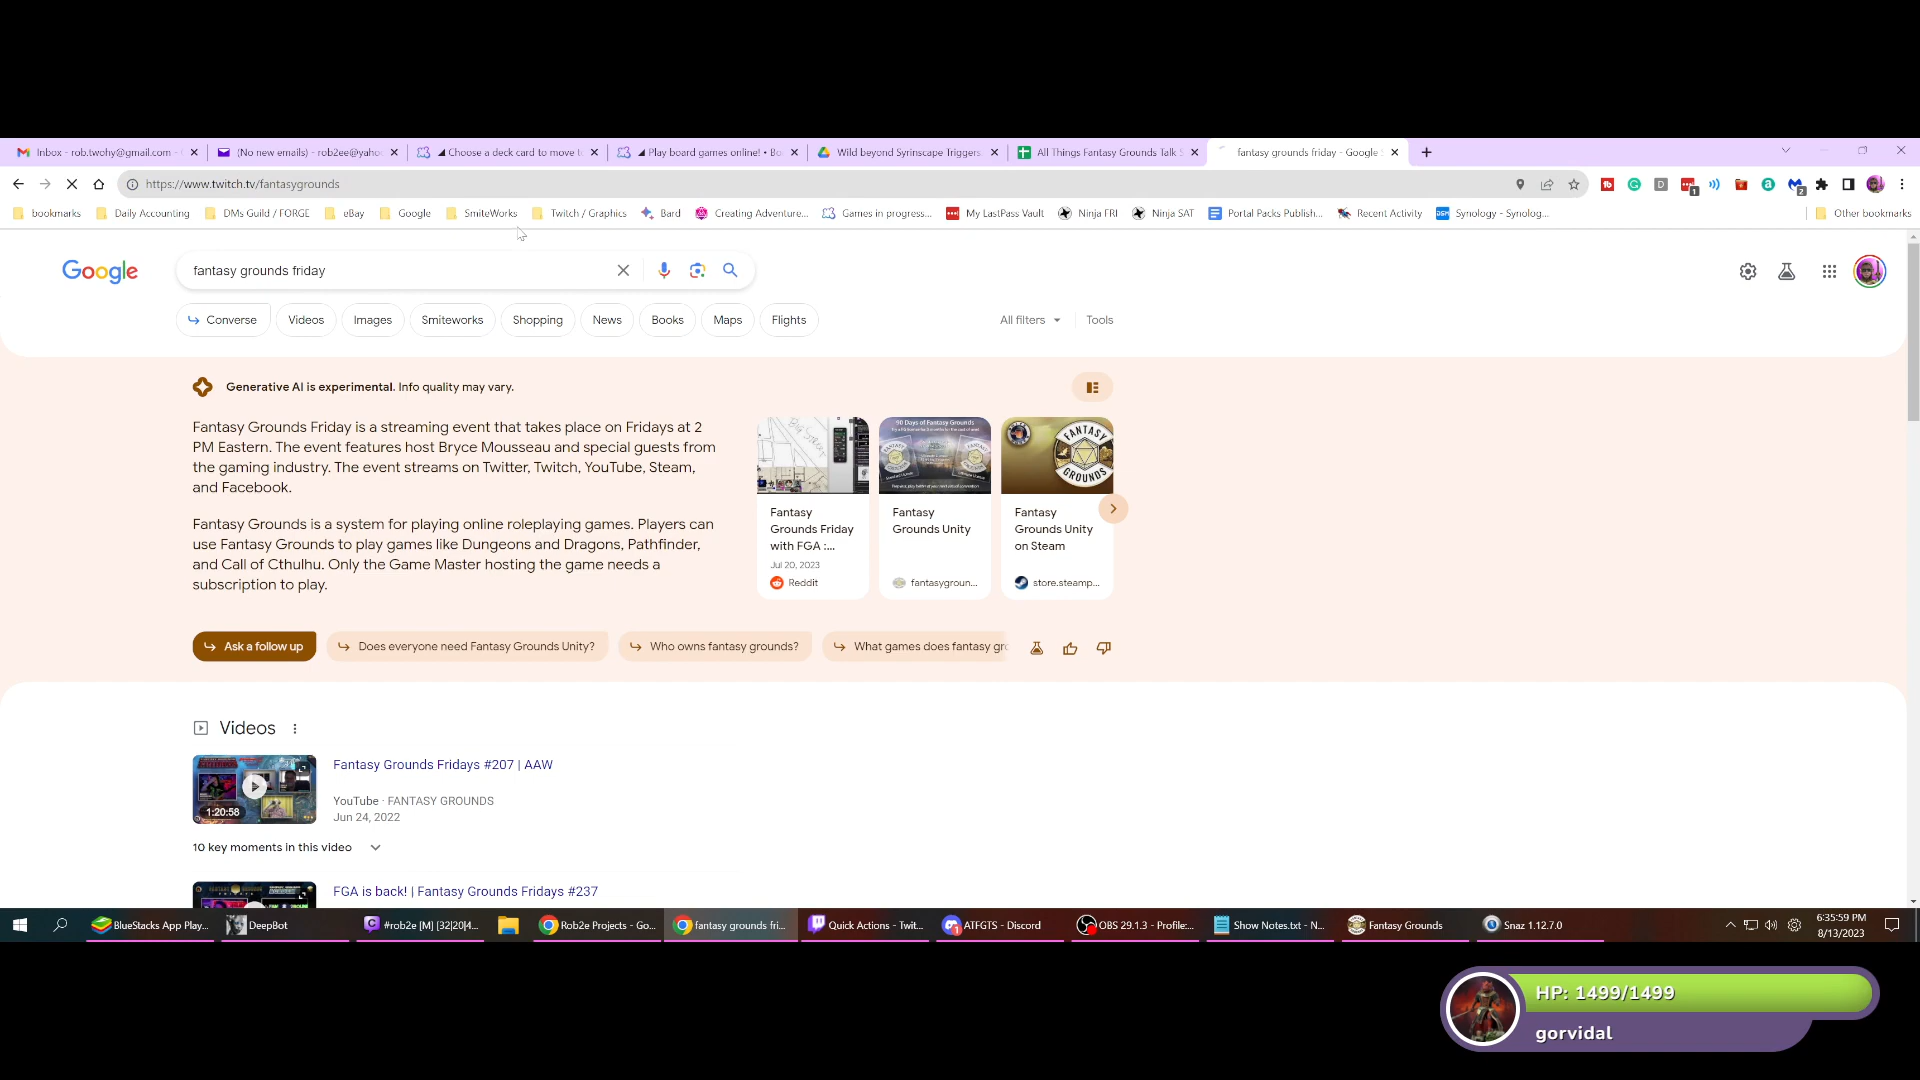 Inbox - rob.twohy@gmail.com -
(No new emails) - rob2ee@yaho
Choose a deck card to move to
Play board games online! • Bo
Wild beyond Syrinscape Triggers
All Things Fantasy Grounds Talk S
fantasy grounds friday - Google S
https://www.twitch.tv/fantasygrounds
bookmarks
Daily Accounting
DMs Guild / FORGE
eBay
Google
SmiteWorks
Twitch / Graphics
Bard
Creating Adventure...
Games in progress...
My LastPass Vault
Ninja FRI
Ninja SAT
Portal Packs Publish...
Recent Activity
Synology - Synolog...
Other bookmarks
Google
fantasy grounds friday
Converse
Videos
Images
Smiteworks
Shopping
News
Books
Maps
Flights
All filters
Tools
Generative AI is experimental. Info quality may vary.
Fantasy Grounds Friday is a streaming event that takes place on Fridays at 2
PM Eastern. The event features host Bryce Mousseau and special guests from
the gaming industry. The event streams on Twitter, Twitch, YouTube, Steam,
and Facebook.
Fantasy Grounds is a system for playing online roleplaying games. Players can
use Fantasy Grounds to play games like Dungeons and Dragons, Pathfinder,
and Call of Cthulhu. Only the Game Master hosting the game needs a
subscription to play.
90 Days of Fantasy Grounds
FANTASY
GROUNDS
Fantasy
Grounds Friday
with FGA :...
Jul 20, 2023
Reddit
Fantasy
Grounds Unity
fantasygroun...
Fantasy
Grounds Unity
on Steam
store.steamp...
Ask a follow up
Does everyone need Fantasy Grounds Unity?
Who owns fantasy grounds?
What games does fantasy gro
Videos
1:20:58
Fantasy Grounds Fridays #207 | AAW
YouTube · FANTASY GROUNDS
Jun 24, 2022
10 key moments in this video
FGA is back! | Fantasy Grounds Fridays #237
BlueStacks App Play...
DeepBot
#rob2e [M] [32|20|4...
Rob2e Projects - Go...
fantasy grounds fri...
Quick Actions - Twit...
ATFGTS - Discord
OBS 29.1.3 - Profile:...
Show Notes.txt - N...
Fantasy Grounds
Snaz 1.12.7.0
6:35:59 PM
8/13/2023
HP: 1499/1499
gorvidal